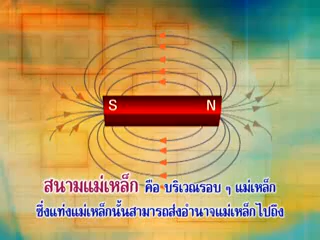 S N
สนามแม่เหล็ก คือ บริเวณรอบ ๆ แม่เหล็ก
ซึ่งแท่งแม่เหล็กนั้นสามารถส่งอำนาจแม่เหล็กไปถึง